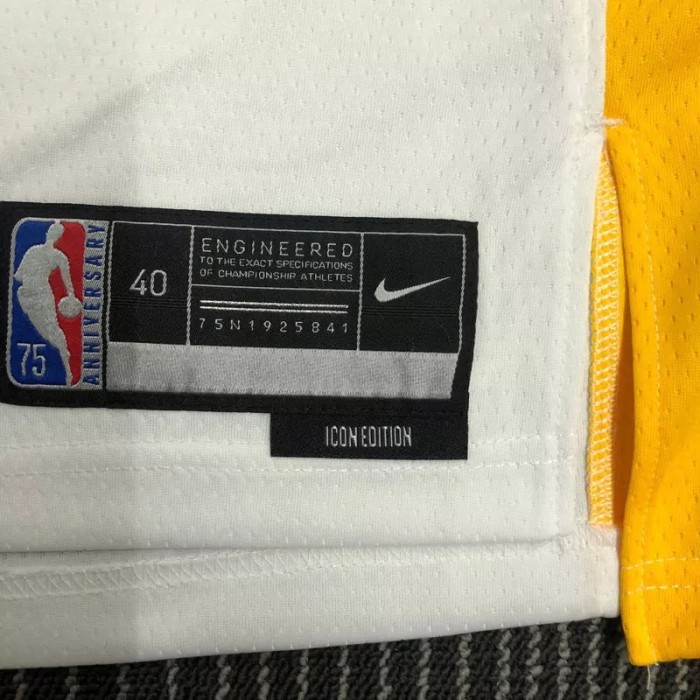 75
ANNIVERSARY
40
ENGINEERED
TO THE EXACT SPECIFICATIONS
OF CHAMPIONSHIP ATHLETES
75N1925841
ICON EDITION